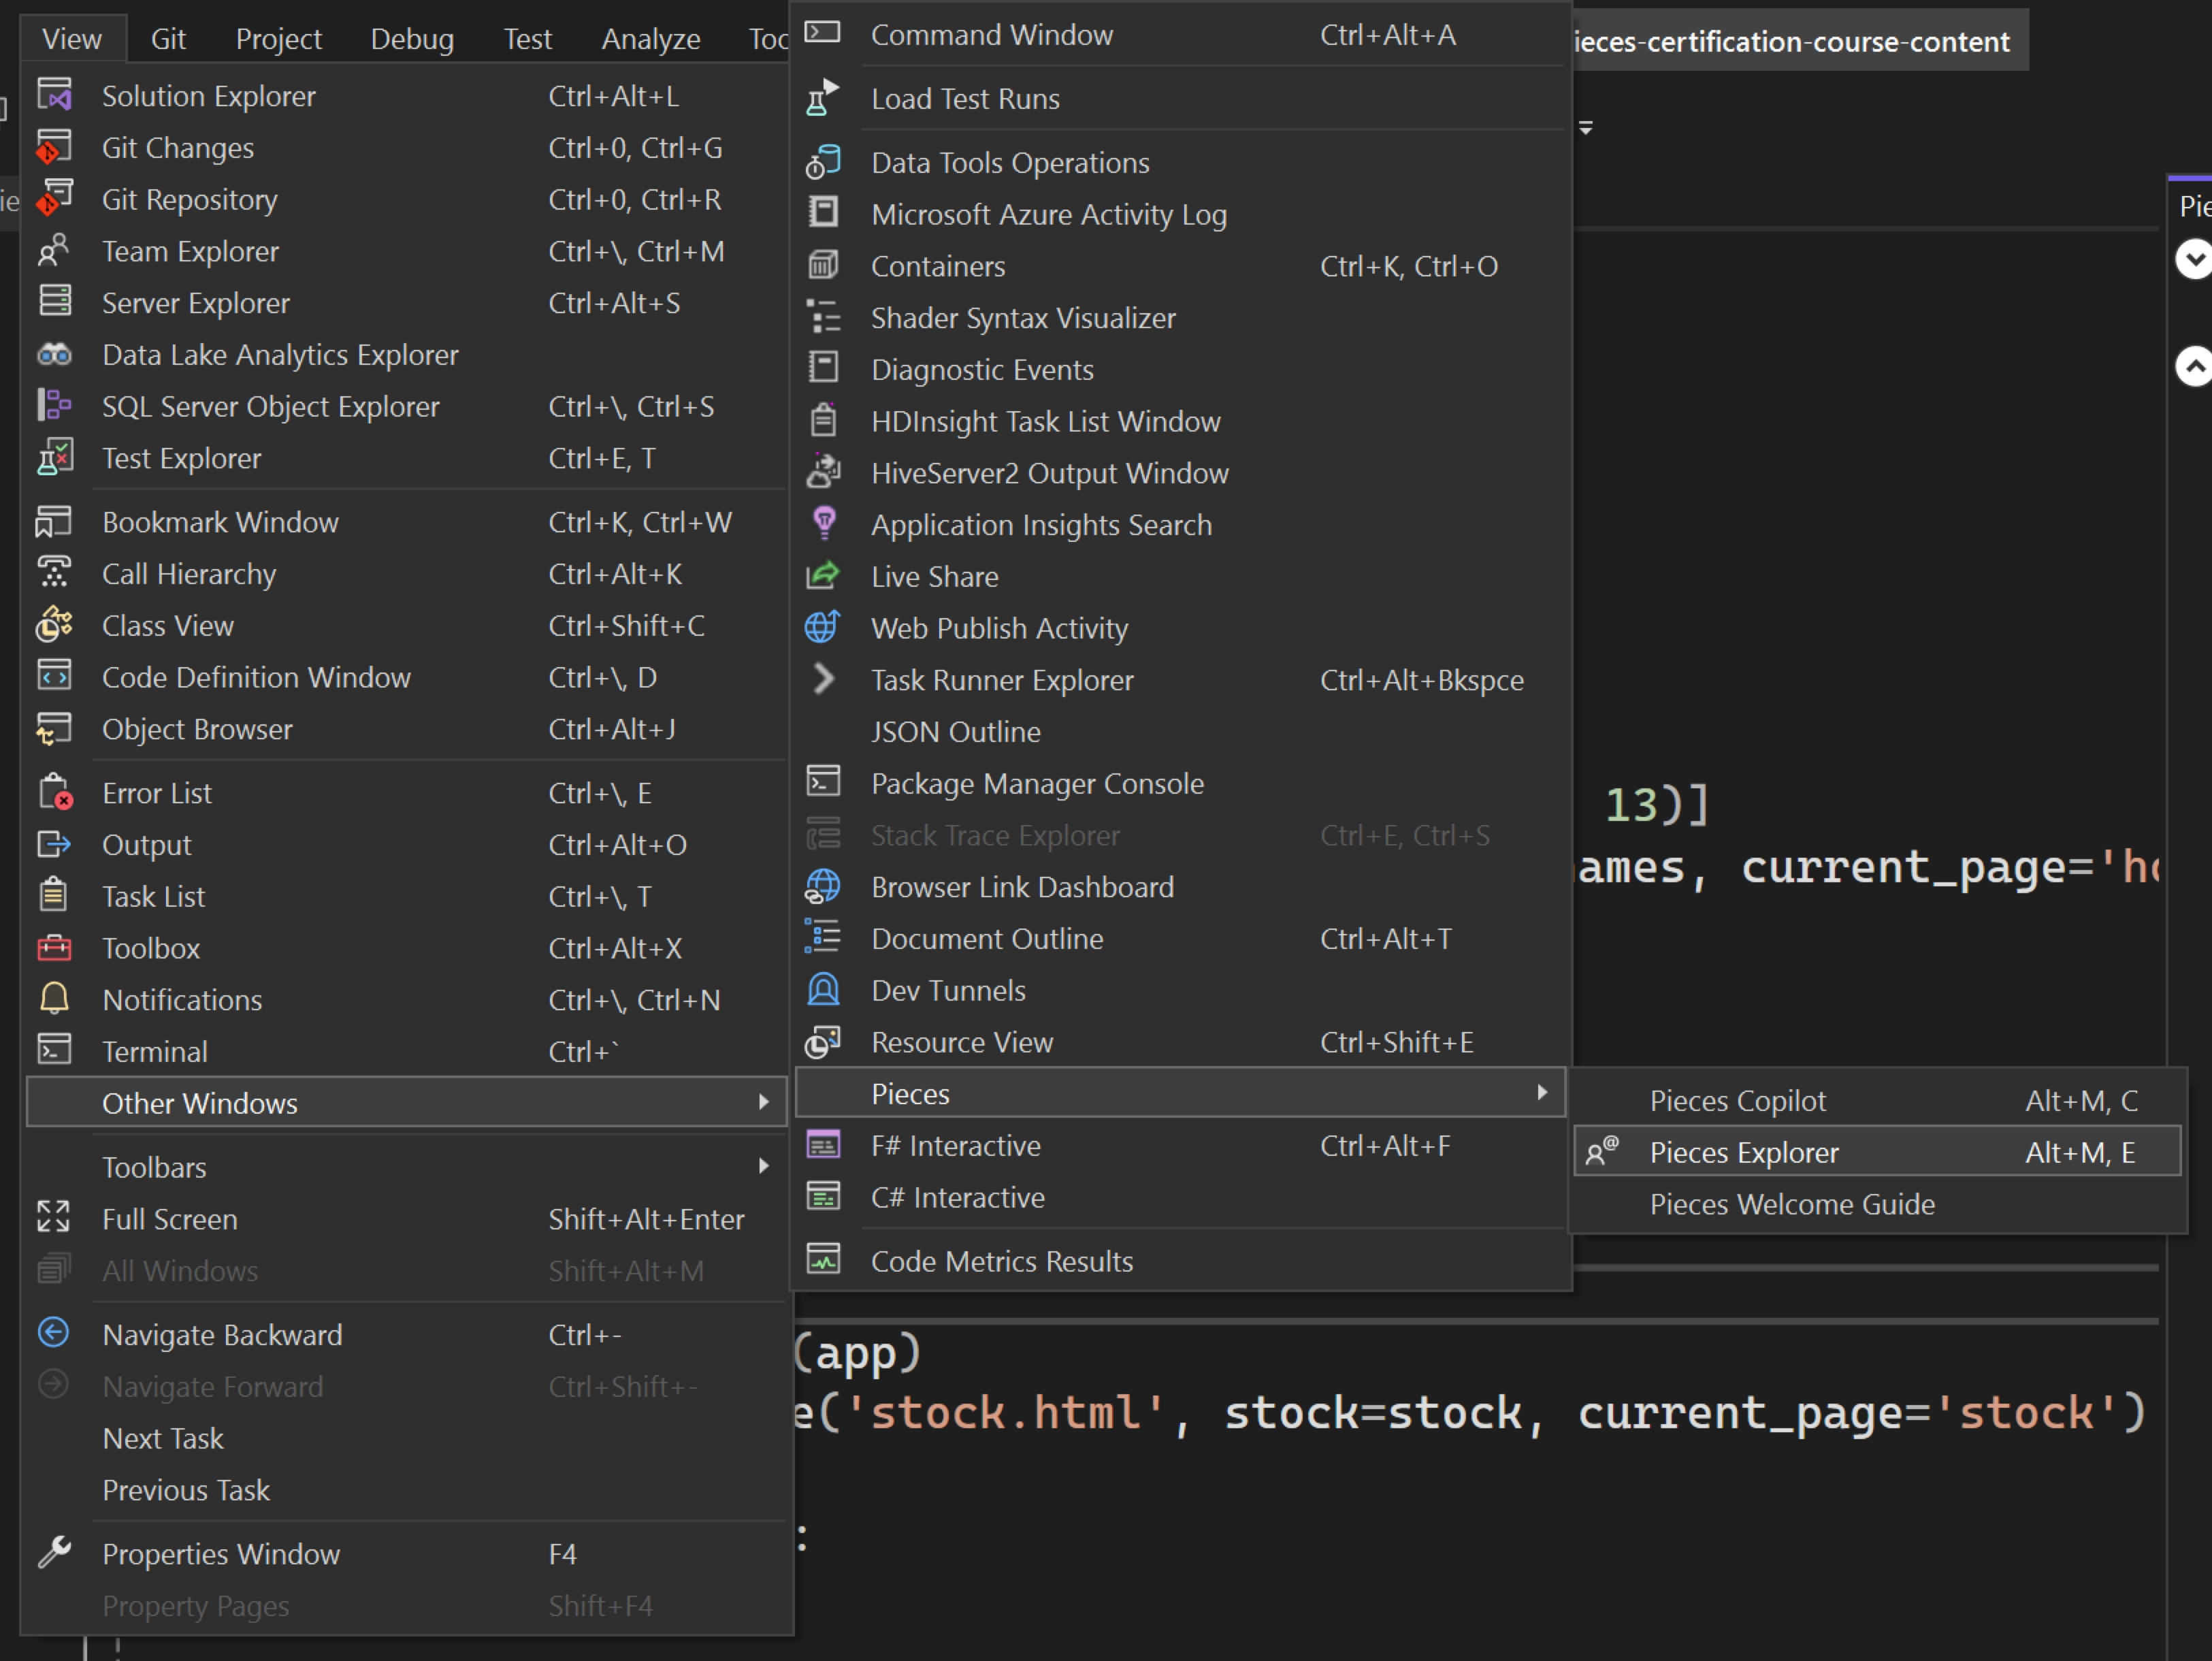 View Git Project Debug Test Analyze
Solution Explorer Ctrl+Alt+L
Git Changes Ctrl+0, Ctrl+G
Git Repository Ctrl+0, Ctrl+R
Team Explorer Ctrl+\, Ctrl+M
Server Explorer Ctrl+Alt+S
Data Lake Analytics Explorer
SQL Server Object Explorer Ctrl+\, Ctrl+S
Test Explorer Ctrl+E, T
Bookmark Window Ctrl+K, Ctrl+W
Call Hierarchy Ctrl+Alt+K
Class View Ctrl+Shift+C
Code Definition Window Ctrl+\, D
Object Browser Ctrl+Alt+J
Error List Ctrl+\, E
Output Ctrl+Alt+O
Task List Ctrl+\, T
Toolbox Ctrl+Alt+X
Notifications Ctrl+\, Ctrl+N
Terminal Ctrl+`
Other Windows
Toolbars
Full Screen Shift+Alt+Enter
All Windows Shift+Alt+M
Navigate Backward Ctrl+-
Navigate Forward Ctrl+Shift+-
Next Task
Previous Task
Properties Window F4
Property Pages Shift+F4
Command Window Ctrl+Alt+A
Load Test Runs
Data Tools Operations
Microsoft Azure Activity Log
Containers Ctrl+K, Ctrl+O
Shader Syntax Visualizer
Diagnostic Events
HDInsight Task List Window
HiveServer2 Output Window
Application Insights Search
Live Share
Web Publish Activity
Task Runner Explorer Ctrl+Alt+Bkspce
JSON Outline
Package Manager Console
Stack Trace Explorer Ctrl+E, Ctrl+S
Browser Link Dashboard
Document Outline Ctrl+Alt+T
Dev Tunnels
Resource View Ctrl+Shift+E
Pieces
F# Interactive Ctrl+Alt+F
C# Interactive
Code Metrics Results
Pieces Copilot Alt+M, C
Pieces Explorer Alt+M, E
Pieces Welcome Guide
ieces-certification-course-content
Pie
13)]
ames, current_page='ho
(app)
e('stock.html', stock=stock, current_page='stock')
: